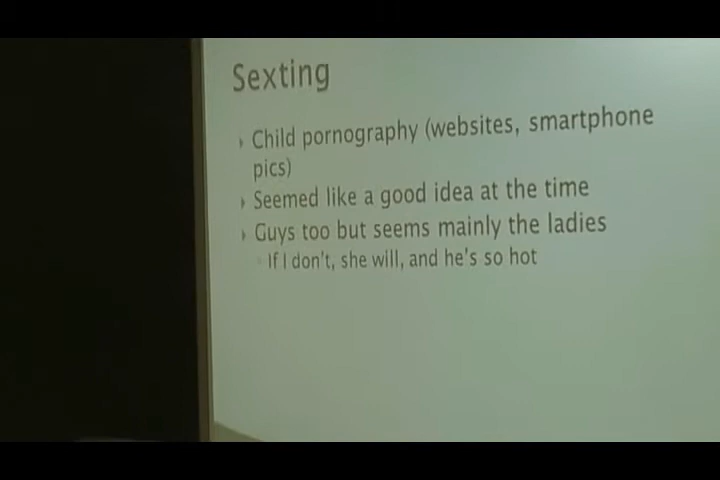 Sexting
Child pornography (websites, smartphone
pics)
Seemed like a good idea at the time
Guys too but seems mainly the ladies
If I don't, she will, and he's so hot